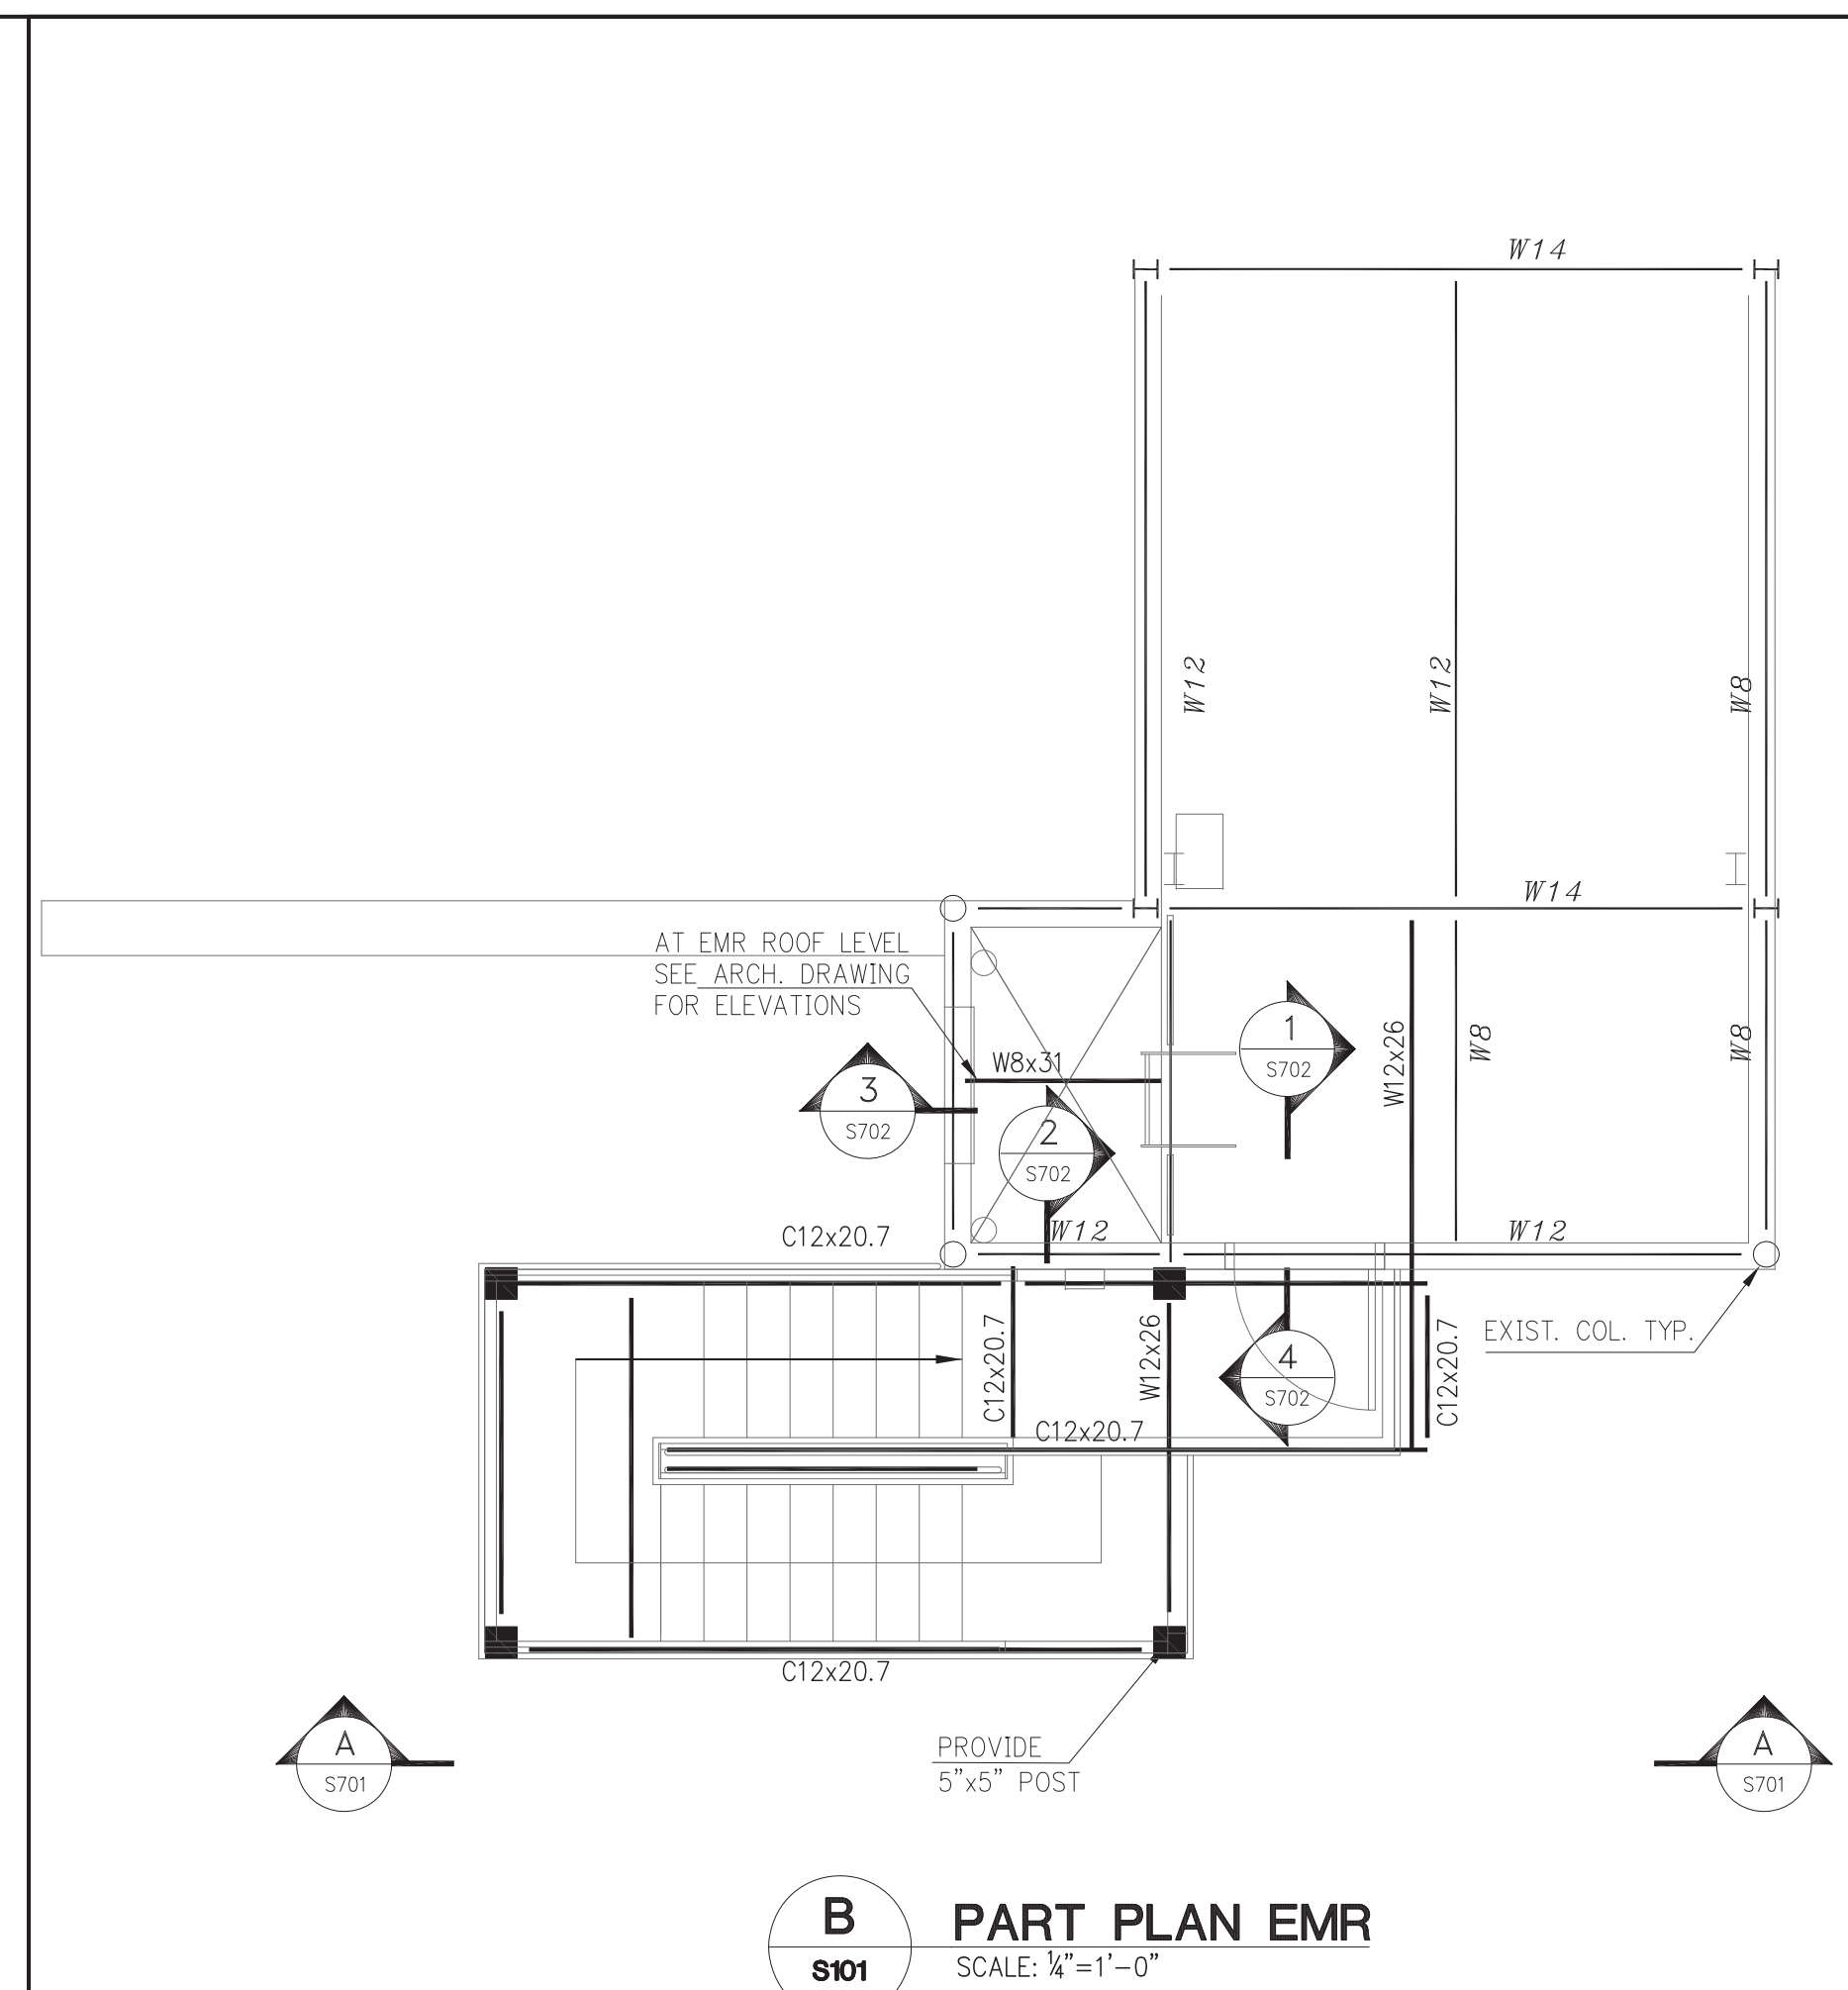 W14
W12
W12
W8
W14
AT EMR ROOF LEVEL
SEE ARCH. DRAWING
FOR ELEVATIONS
1
S702
W12x26
W8
W8
W8x31
3
S702
2
S702
W12
W12
C12x20.7
C12x20.7
W12x26
4
S702
C12x20.7
EXIST. COL. TYP.
C12x20.7
C12x20.7
PROVIDE
5"x5" POST
A
S701
A
S701
B
S101
PART PLAN EMR
SCALE: ¼"=1'-0"